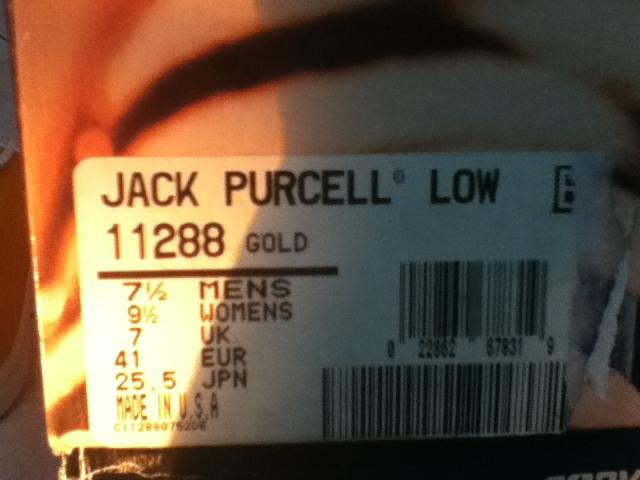 JACK PURCELL® LOW
11288 GOLD
7½ MENS
9½ WOMENS
7 UK
41 EUR
25.5 JPN
MADE IN U.S.A
0 22862 67831 9